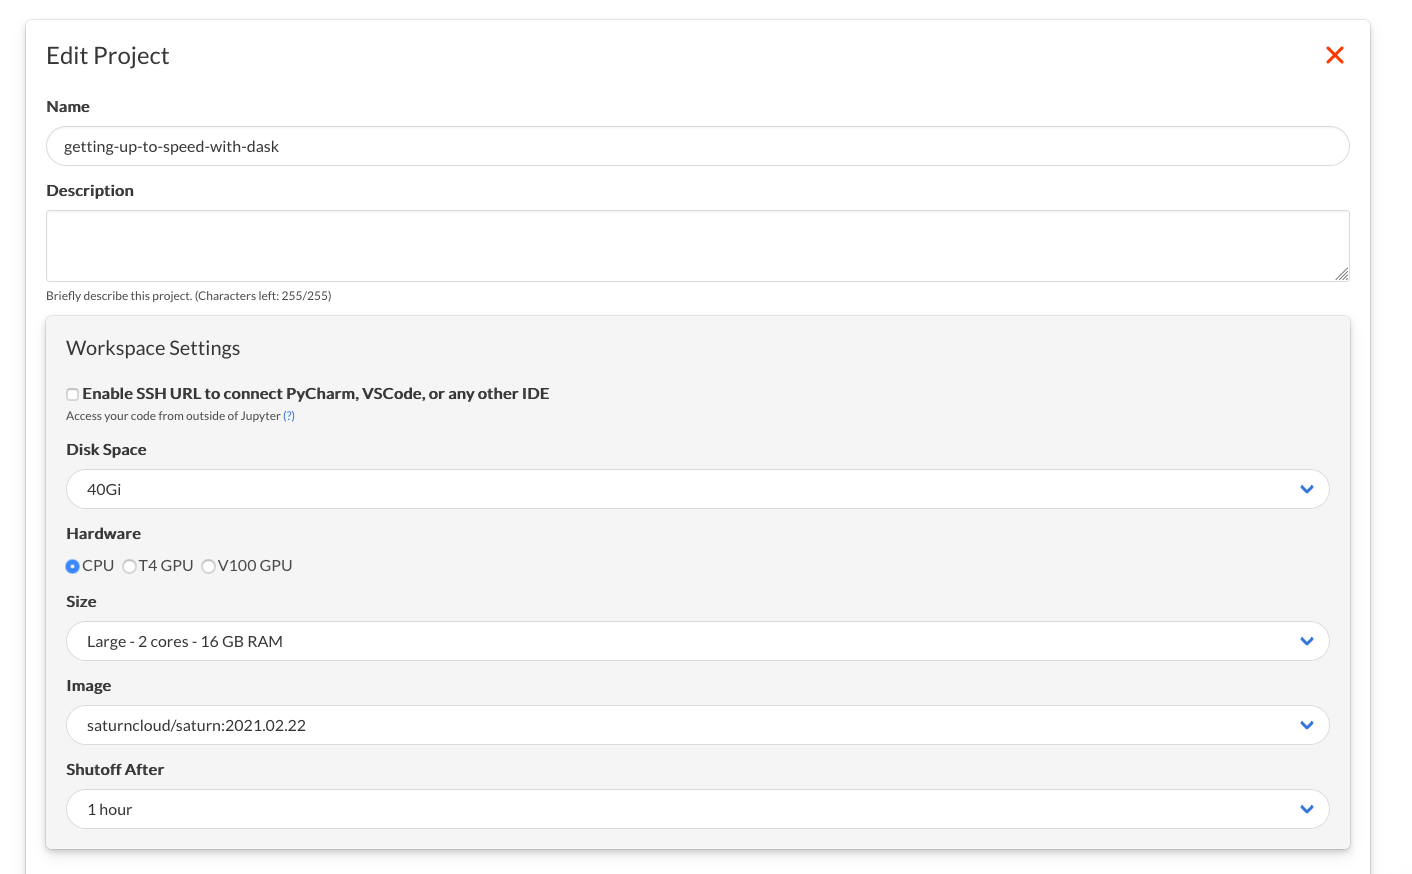 Edit Project
Name
getting-up-to-speed-with-dask
Description
Briefly describe this project. (Characters left: 255/255)
Workspace Settings
Enable SSH URL to connect PyCharm, VSCode, or any other IDE
Access your code from outside of Jupyter (?)
Disk Space
40Gi
Hardware
CPU T4 GPU V100 GPU
Size
Large - 2 cores - 16 GB RAM
Image
saturncloud/saturn:2021.02.22
Shutoff After
1 hour